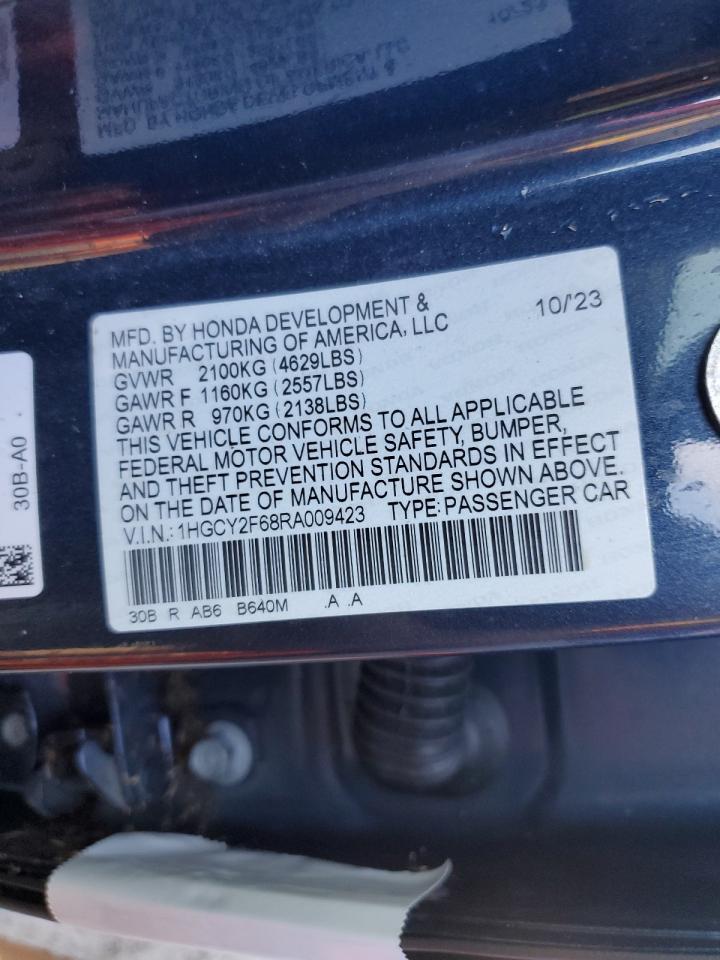 MFD. BY HONDA DEVELOPMENT &
MANUFACTURING OF AMERICA, LLC 10/'23
GVWR 2100KG (4629LBS)
GAWR F 1160KG (2557LBS)
GAWR R 970KG (2138LBS)
THIS VEHICLE CONFORMS TO ALL APPLICABLE
FEDERAL MOTOR VEHICLE SAFETY, BUMPER,
AND THEFT PREVENTION STANDARDS IN EFFECT
ON THE DATE OF MANUFACTURE SHOWN ABOVE.
V.I.N.: 1HGCY2F68RA009423 TYPE: PASSENGER CAR
30B R AB6 B640M .A .A
30B-A0